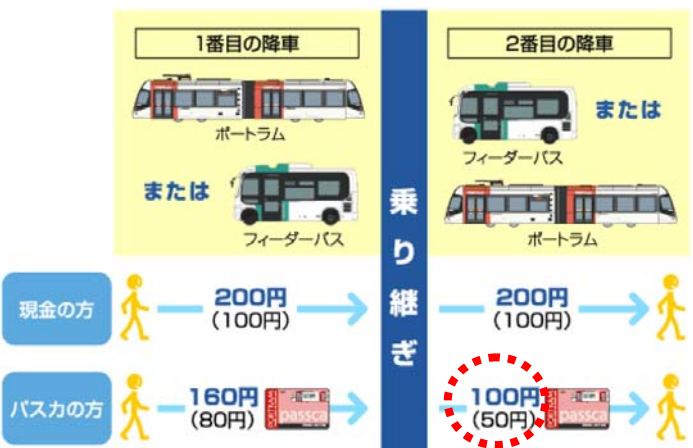 1番目の降車
2番目の降車
ポートラム
または
フィーダーバス
または
フィーダーバス
ポートラム
乗り継ぎ
現金の方
200円
(100円)
200円
(100円)
パスカの方
160円
(80円)
PORTRAM
passca
100円
(50円)
passca